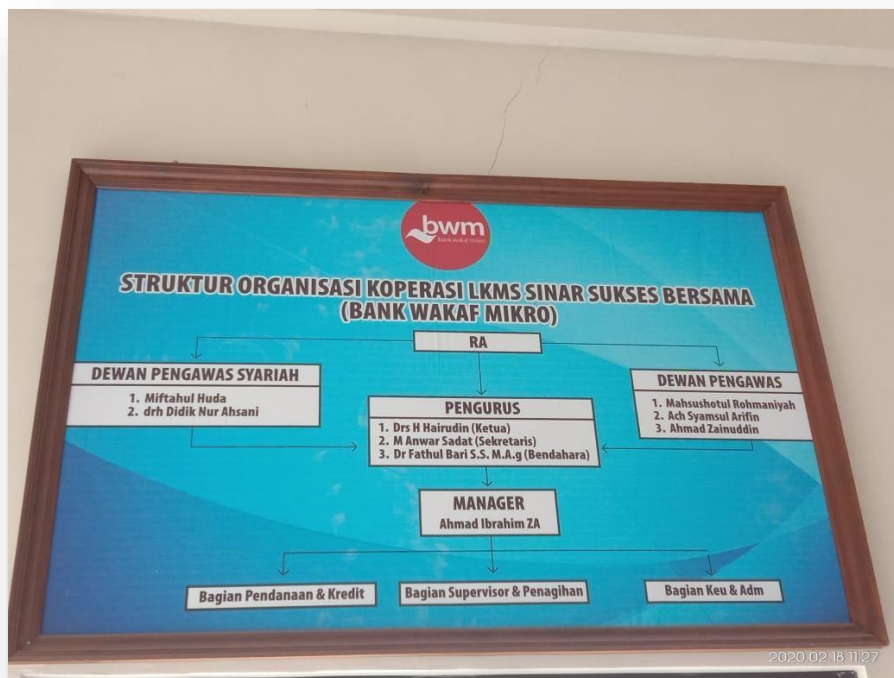 bwm
bank wakaf mikro
STRUKTUR ORGANISASI KOPERASI LKMS SINAR SUKSES BERSAMA
(BANK WAKAF MIKRO)
RA
DEWAN PENGAWAS SYARIAH
1. Miftahul Huda
2. drh Didik Nur Ahsani
DEWAN PENGAWAS
1. Mahsushotul Rohmaniyah
2. Ach Syamsul Arifin
3. Ahmad Zainuddin
PENGURUS
1. Drs H Hairudin (Ketua)
2. M Anwar Sadat (Sekretaris)
3. Dr Fathul Bari S.S. M.A.g (Bendahara)
MANAGER
Ahmad Ibrahim ZA
Bagian Pendanaan & Kredit
Bagian Supervisor & Penagihan
Bagian Keu & Adm
2020.02.18 11:27